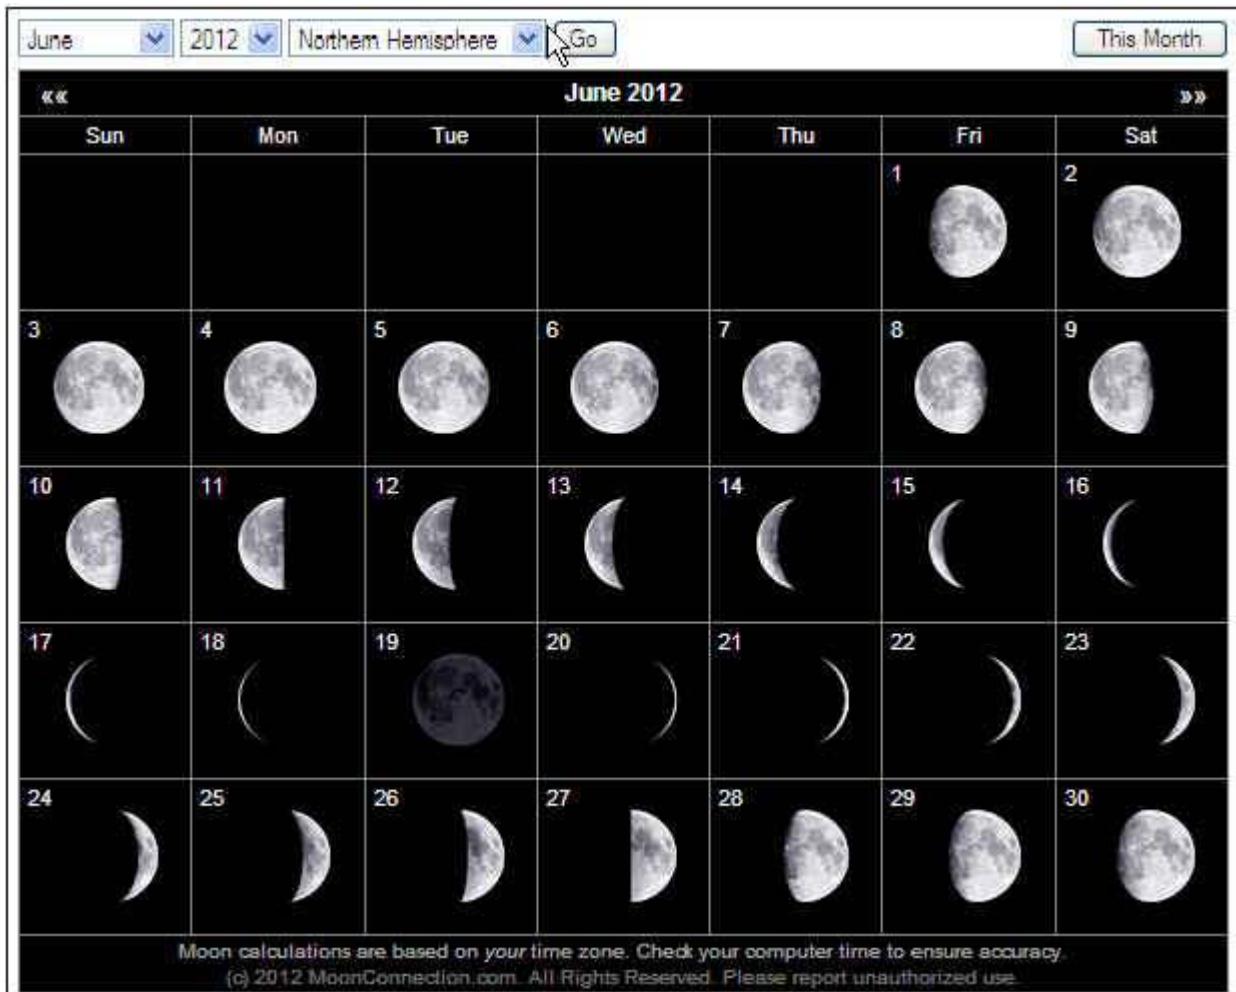 June 2012 Northern Hemisphere Go This Month
«« June 2012 »»
Sun Mon Tue Wed Thu Fri Sat
1 2
3 4 5 6 7 8 9
10 11 12 13 14 15 16
17 18 19 20 21 22 23
24 25 26 27 28 29 30
Moon calculations are based on your time zone. Check your computer time to ensure accuracy.
(c) 2012 MoonConnection.com. All Rights Reserved. Please report unauthorized use.